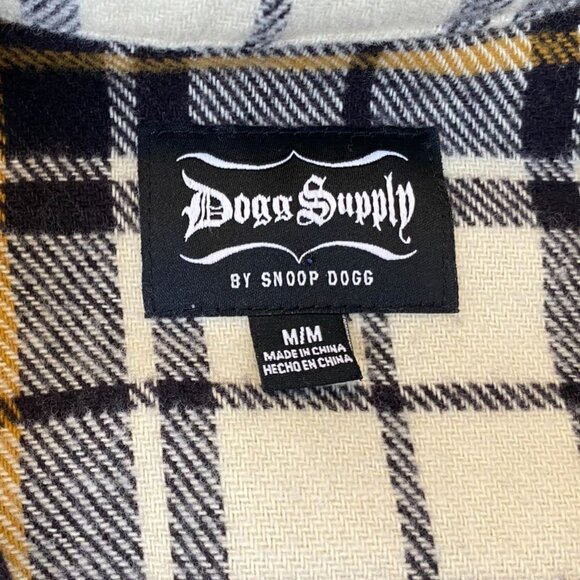 Dogg Supply
BY SNOOP DOGG
M/M
MADE IN CHINA
HECHO EN CHINA